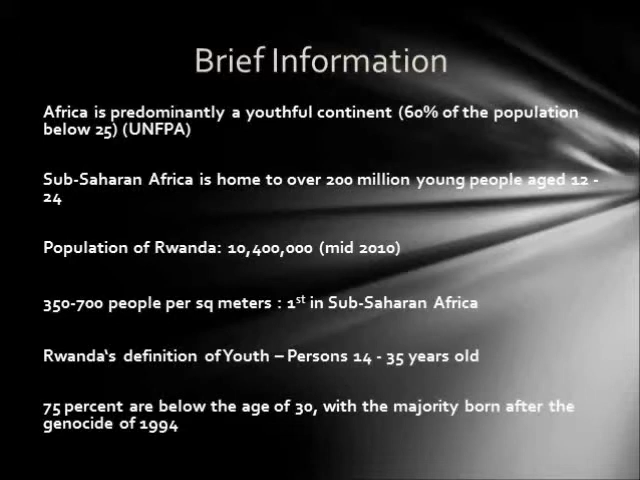 Brief Information
Africa is predominantly a youthful continent (60% of the population
below 25) (UNFPA)
Sub-Saharan Africa is home to over 200 million young people aged 12 -
24
Population of Rwanda: 10,400,000 (mid 2010)
350-700 people per sq meters : 1st in Sub-Saharan Africa
Rwanda‘s definition of Youth – Persons 14 - 35 years old
75 percent are below the age of 30, with the majority born after the
genocide of 1994